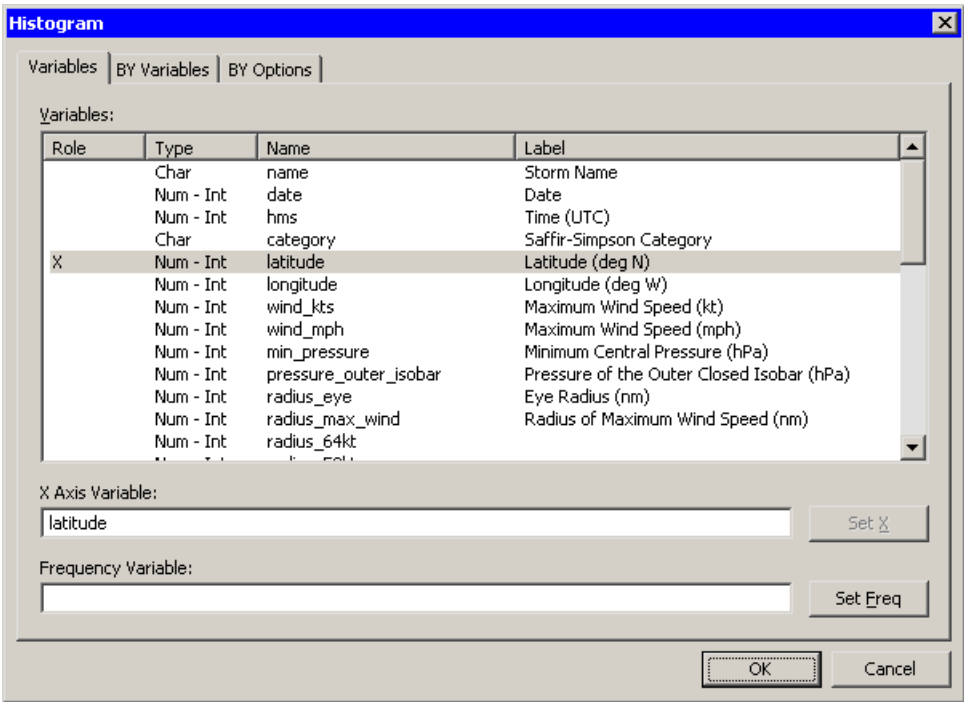 Histogram
Variables BY Variables BY Options
Variables:
Role Type Name Label
Char name Storm Name
Num - Int date Date
Num - Int hms Time (UTC)
Char category Saffir-Simpson Category
X Num - Int latitude Latitude (deg N)
Num - Int longitude Longitude (deg W)
Num - Int wind_kts Maximum Wind Speed (kt)
Num - Int wind_mph Maximum Wind Speed (mph)
Num - Int min_pressure Minimum Central Pressure (hPa)
Num - Int pressure_outer_isobar Pressure of the Outer Closed Isobar (hPa)
Num - Int radius_eye Eye Radius (nm)
Num - Int radius_max_wind Radius of Maximum Wind Speed (nm)
Num - Int radius_64kt
X Axis Variable:
latitude Set X
Frequency Variable:
Set Freq
OK Cancel